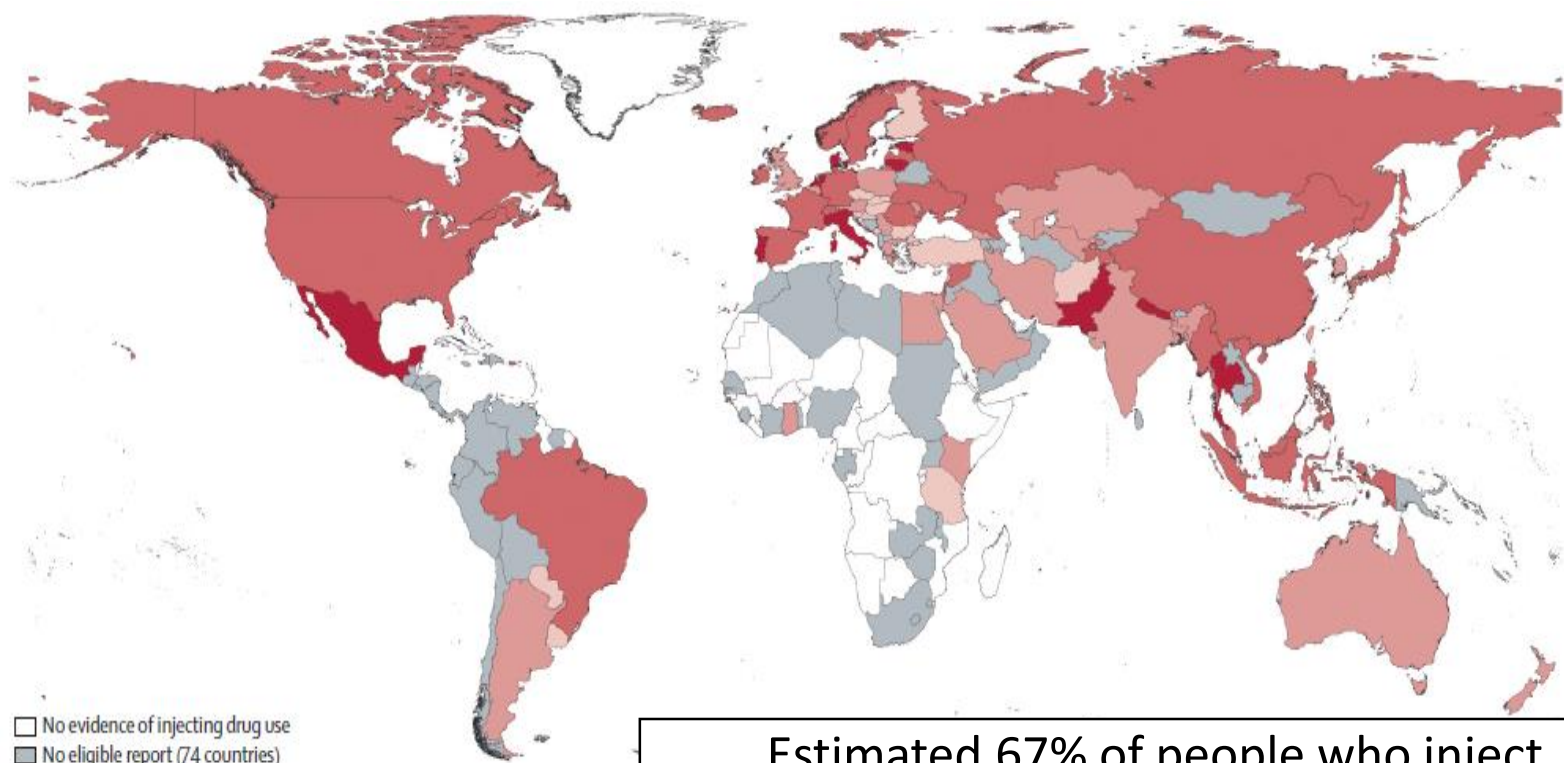 No evidence of injecting drug use
No eligible report (74 countries)
Estimated 67% of people who inject